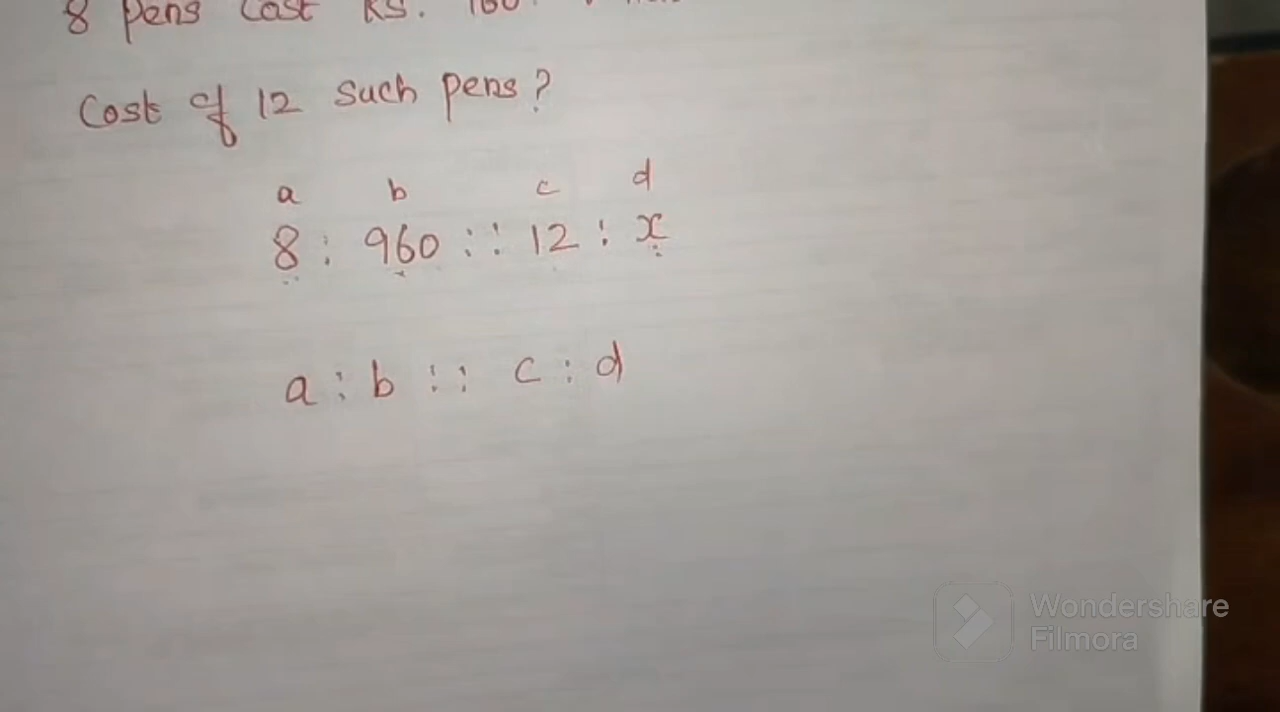 8 Pens Cost RS.
Cost of 12 such pens?
a b c d
8 : 960 :: 12 : x
a : b :: c : d
Wondershare
Filmora